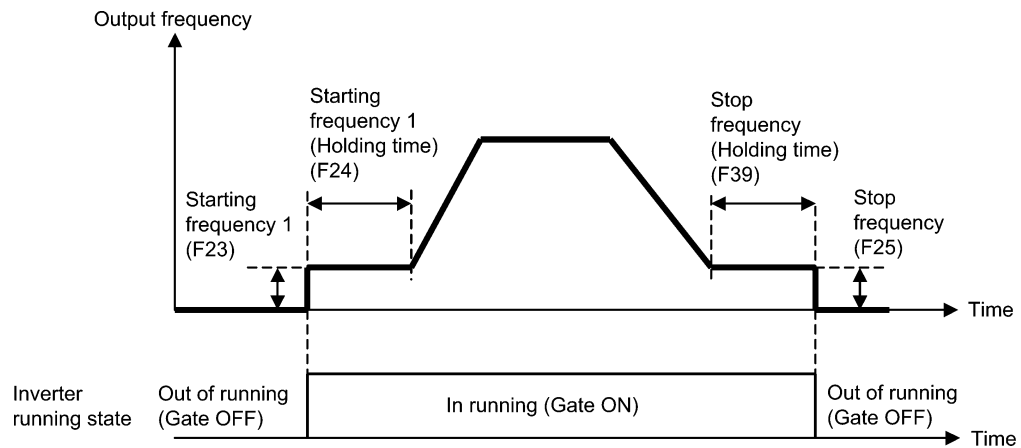 Output frequency
Starting
frequency 1
(Holding time)
(F24)
Stop
frequency
(Holding time)
(F39)
Starting
frequency 1
(F23)
Stop
frequency
(F25)
Time
Inverter
running state
Out of running
(Gate OFF)
In running (Gate ON)
Out of running
(Gate OFF)
Time